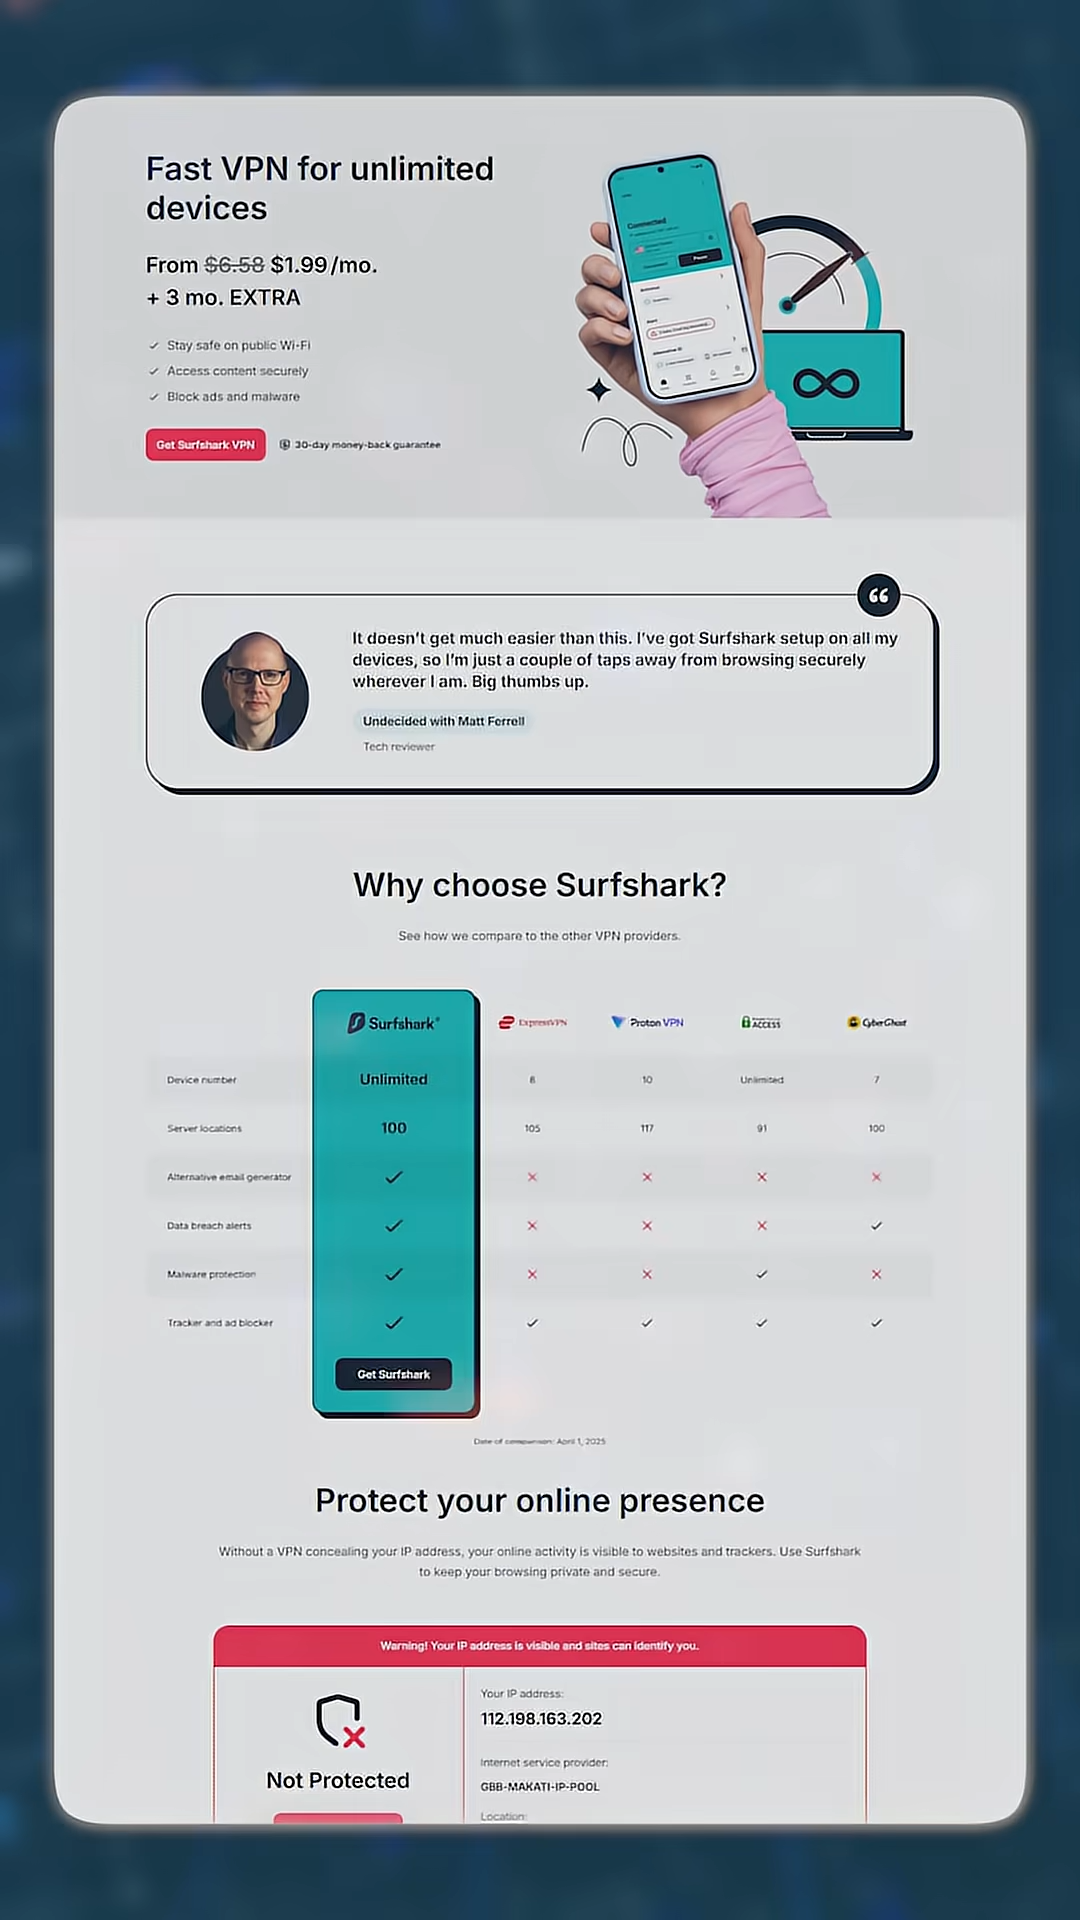 Fast VPN for unlimited
devices
From $6.58 $1.99/mo.
+ 3 mo. EXTRA
Stay safe on public Wi-Fi
Access content securely
Block ads and malware
Get Surfshark VPN
30-day money-back guarantee
Connected
Pause
It doesn't get much easier than this. I've got Surfshark setup on all my
devices, so I'm just a couple of taps away from browsing securely
wherever I am. Big thumbs up.
Undecided with Matt Ferrell
Tech reviewer
Why choose Surfshark?
See how we compare to the other VPN providers.
Surfshark ExpressVPN Proton VPN ACCESS CyberGhost
Device number Unlimited 8 10 Unlimited 7
Server locations 100 105 117 91 100
Alternative email generator
Data breach alerts
Malware protection
Tracker and ad blocker
Get Surfshark
Date of comparison: April 1, 2025
Protect your online presence
Without a VPN concealing your IP address, your online activity is visible to websites and trackers. Use Surfshark
to keep your browsing private and secure.
Warning! Your IP address is visible and sites can identify you.
Not Protected
Your IP address:
112.198.163.202
Internet service provider:
GBB-MAKATI-IP-POOL
Location: